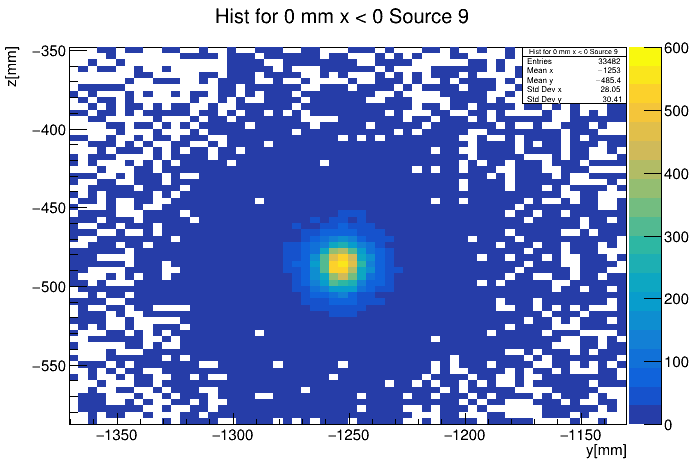 Hist for 0 mm x < 0 Source 9
z[mm]
Hist for 0 mm x < 0 Source 9
Entries 33482
Mean x −1253
Mean y −485.4
Std Dev x 28.05
Std Dev y 30.41
−350
−400
−450
−500
−550
−1350
−1300
−1250
−1200
−1150
y[mm]
600
500
400
300
200
100
0